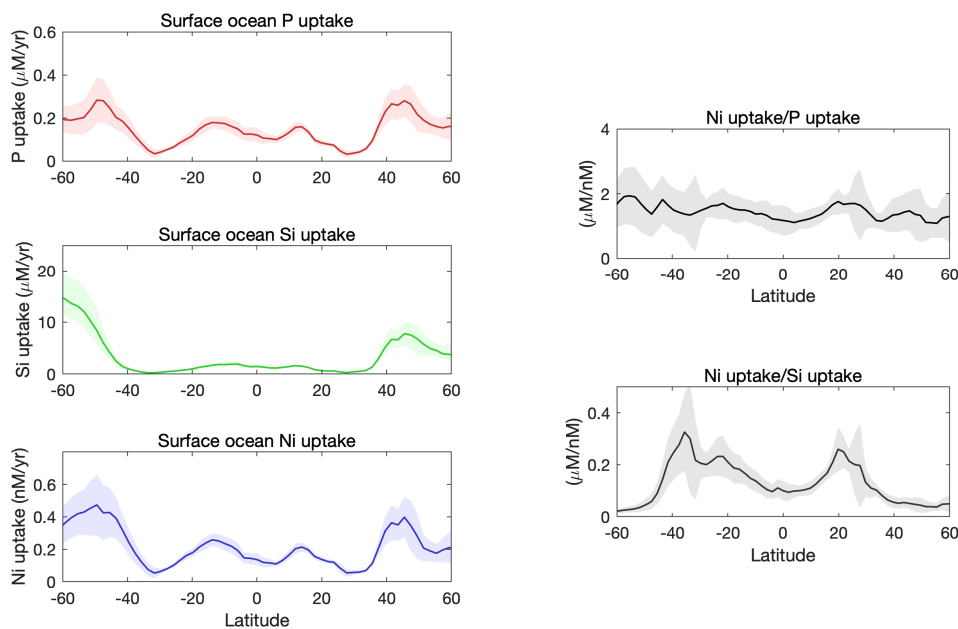 Surface ocean P uptake
P uptake (μM/yr)
0.6
0.4
0.2
0
-60 -40 -20 0 20 40 60
Surface ocean Si uptake
Si uptake (μM/yr)
20
10
0
-60 -40 -20 0 20 40 60
Surface ocean Ni uptake
Ni uptake (nM/yr)
0.6
0.4
0.2
0
-60 -40 -20 0 20 40 60
Latitude
Ni uptake/P uptake
(μM/nM)
4
2
0
-60 -40 -20 0 20 40 60
Latitude
Ni uptake/Si uptake
(μM/nM)
0.4
0.2
0
-60 -40 -20 0 20 40 60
Latitude